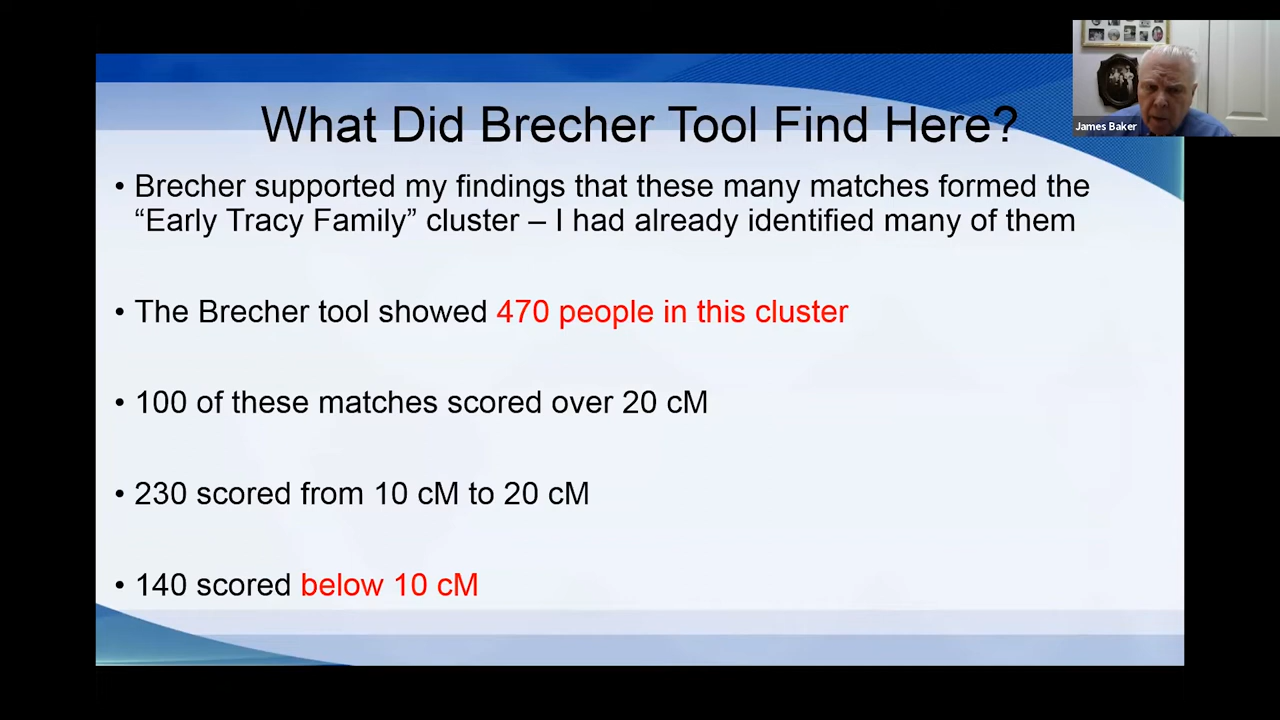 James Baker
What Did Brecher Tool Find Here?
• Brecher supported my findings that these many matches formed the
“Early Tracy Family” cluster – I had already identified many of them
• The Brecher tool showed 470 people in this cluster
• 100 of these matches scored over 20 cM
• 230 scored from 10 cM to 20 cM
• 140 scored below 10 cM